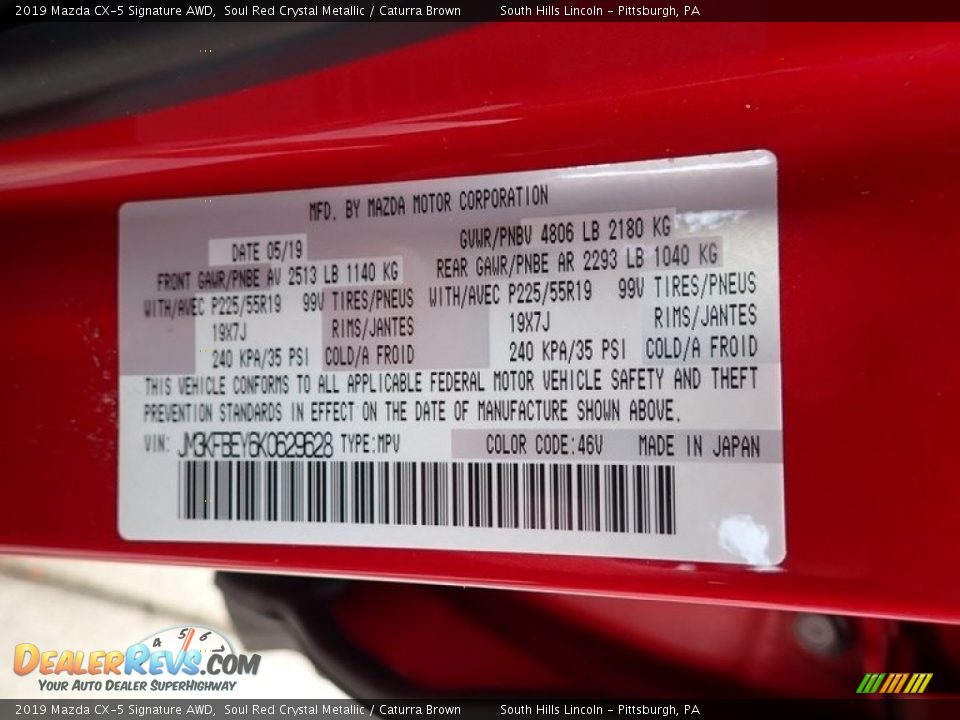 2019 Mazda CX-5 Signature AWD, Soul Red Crystal Metallic / Caturra Brown South Hills Lincoln - Pittsburgh, PA
MFD. BY MAZDA MOTOR CORPORATION
DATE 05/19 GVWR/PNBV 4806 LB 2180 KG
FRONT GAWR/PNBE AV 2513 LB 1140 KG REAR GAWR/PNBE AR 2293 LB 1040 KG
WITH/AVEC P225/55R19 99V TIRES/PNEUS WITH/AVEC P225/55R19 99V TIRES/PNEUS
19X7J RIMS/JANTES 19X7J RIMS/JANTES
240 KPA/35 PSI COLD/A FROID 240 KPA/35 PSI COLD/A FROID
THIS VEHICLE CONFORMS TO ALL APPLICABLE FEDERAL MOTOR VEHICLE SAFETY AND THEFT
PREVENTION STANDARDS IN EFFECT ON THE DATE OF MANUFACTURE SHOWN ABOVE.
VIN: JM3KFBEY6K0629628 TYPE:MPV COLOR CODE:46V MADE IN JAPAN
4 5 6
DEALERREVS.COM
YOUR AUTO DEALER SUPERHIGHWAY
2019 Mazda CX-5 Signature AWD, Soul Red Crystal Metallic / Caturra Brown South Hills Lincoln - Pittsburgh, PA